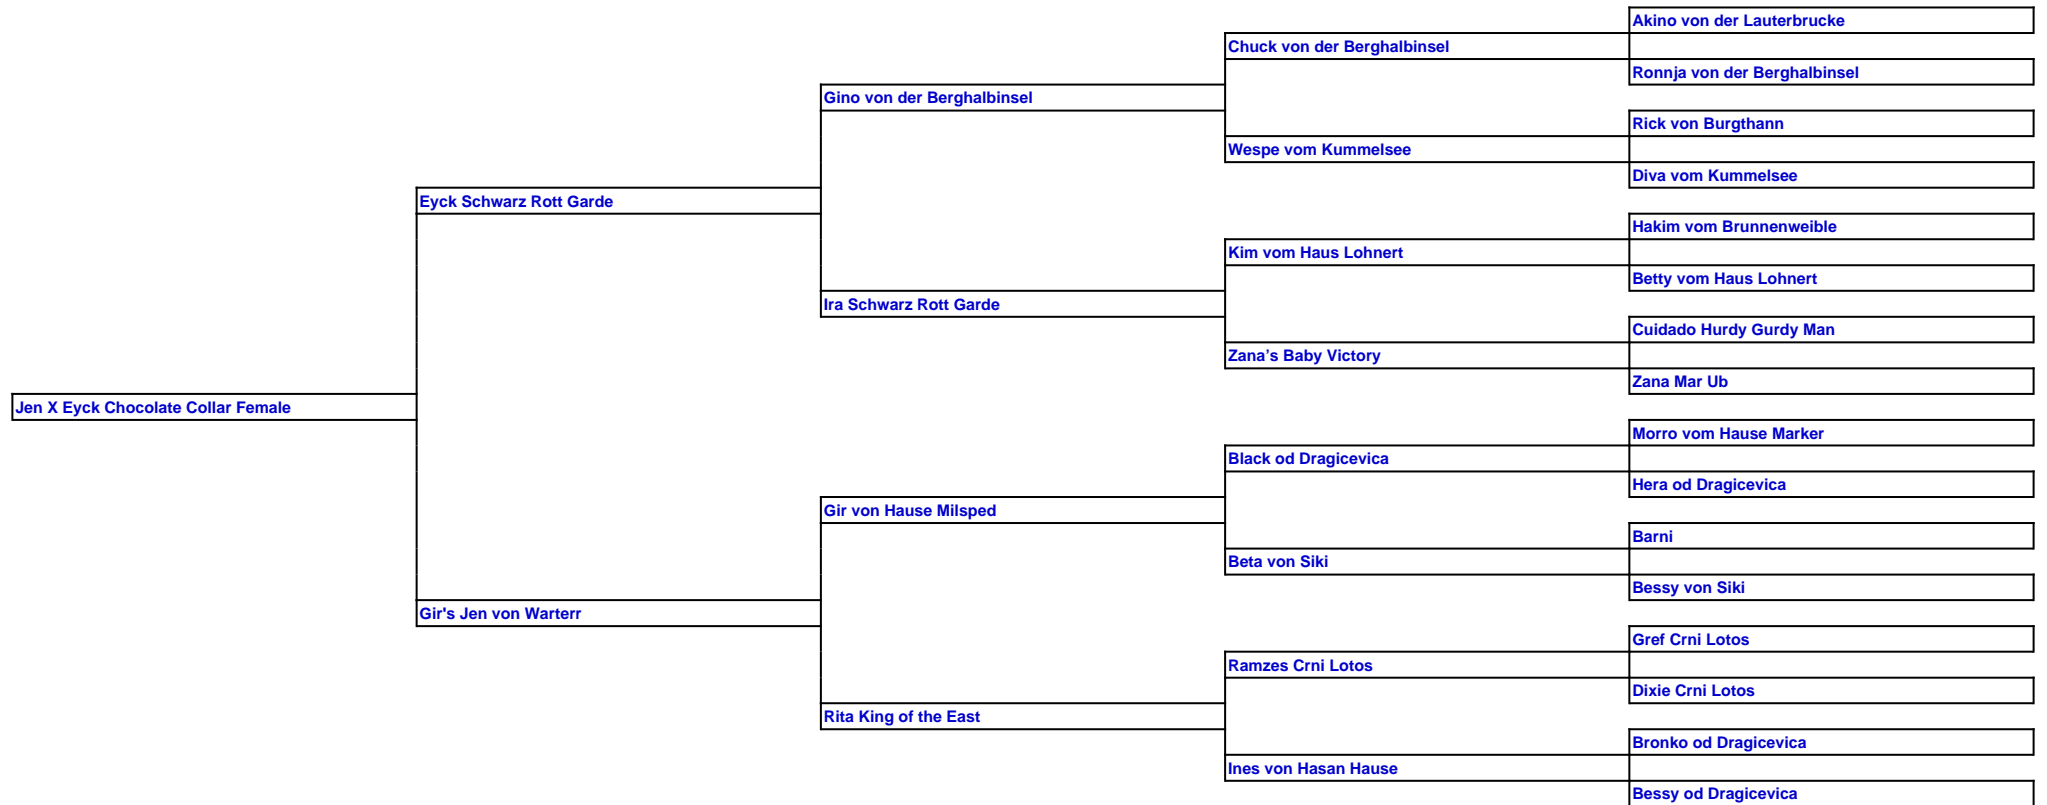 Akino von der Lauterbrucke
Chuck von der Berghalbinsel
Ronnja von der Berghalbinsel
Gino von der Berghalbinsel
Rick von Burgthann
Wespe vom Kummelsee
Diva vom Kummelsee
Eyck Schwarz Rott Garde
Hakim vom Brunnenweible
Kim vom Haus Lohnert
Betty vom Haus Lohnert
Ira Schwarz Rott Garde
Cuidado Hurdy Gurdy Man
Zana’s Baby Victory
Zana Mar Ub
Jen X Eyck Chocolate Collar Female
Morro vom Hause Marker
Black od Dragicevica
Hera od Dragicevica
Gir von Hause Milsped
Barni
Beta von Siki
Bessy von Siki
Gir's Jen von Warterr
Gref Crni Lotos
Ramzes Crni Lotos
Dixie Crni Lotos
Rita King of the East
Bronko od Dragicevica
Ines von Hasan Hause
Bessy od Dragicevica